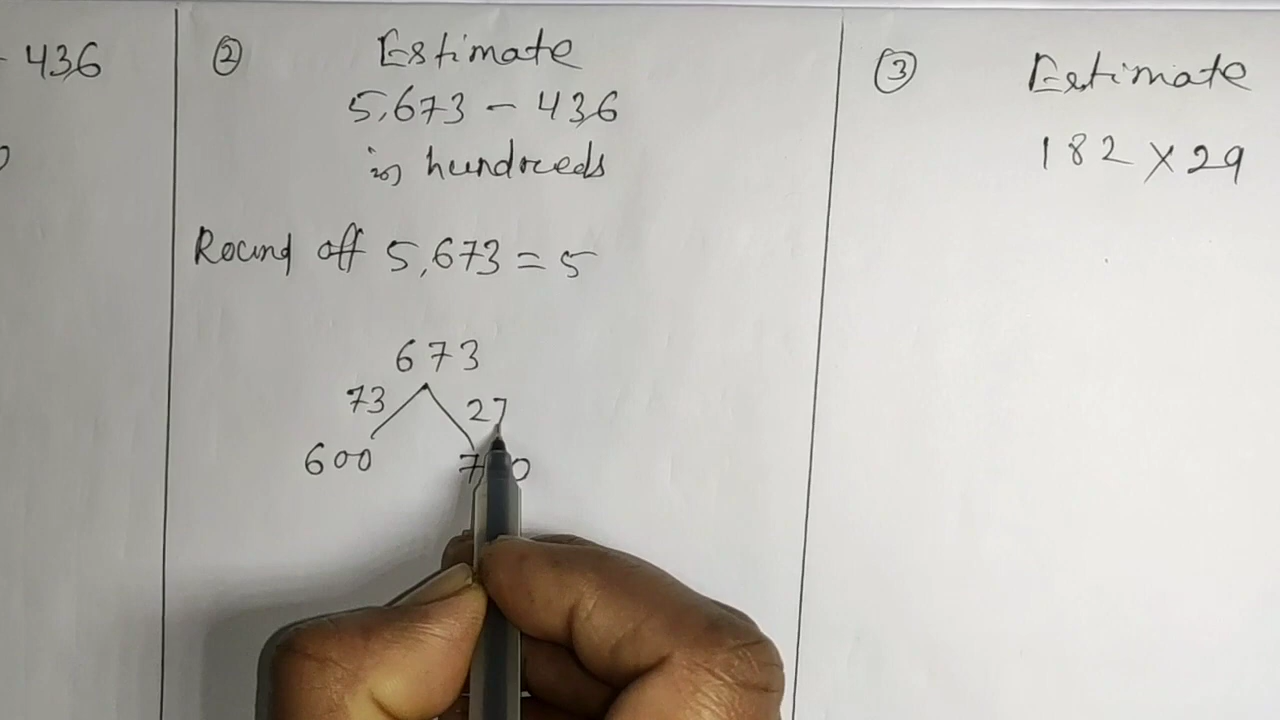 - 436
② Estimate
5,673 - 436
in hundreds
Round off 5,673 = 5
673
73 27
600 700
③ Estimate
182 × 29